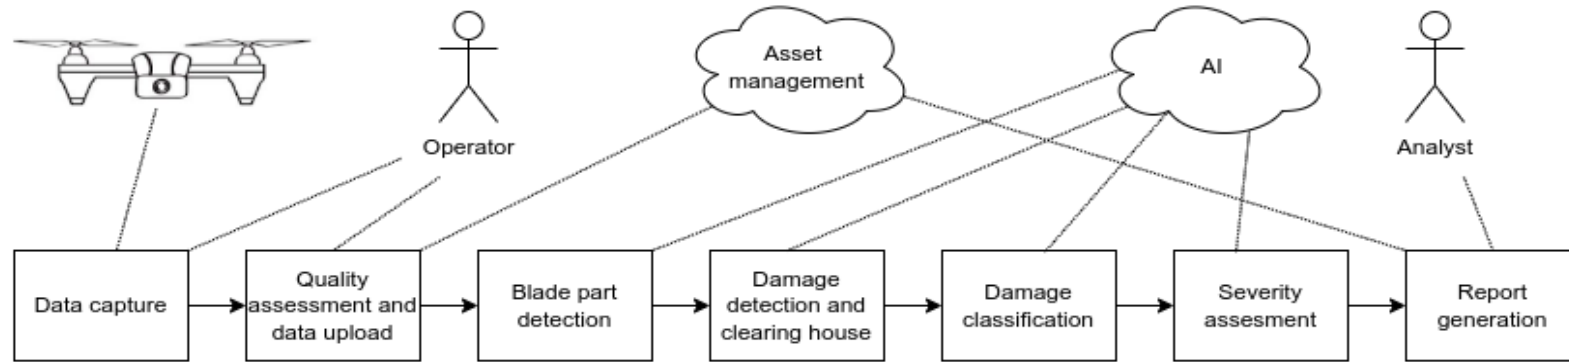 Asset
management
AI
Operator
Analyst
Data capture
Quality
assessment and
data upload
Blade part
detection
Damage
detection and
clearing house
Damage
classification
Severity
assesment
Report
generation